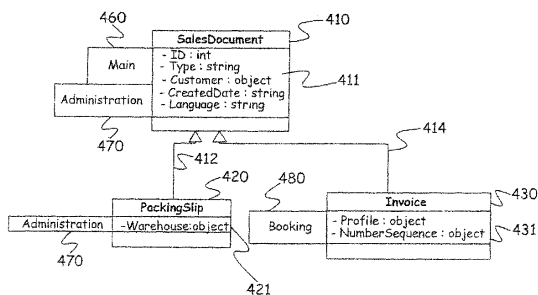 460
SalesDocument
410
Main
- ID : int
- Type : string
- Customer : object
- CreatedDate : string
- Language : string
411
Administration
470
412
414
420
480
PackingSlip
Invoice
430
Administration
-Warehouse:object
Booking
- Profile : object
- NumberSequence : object
431
470
421